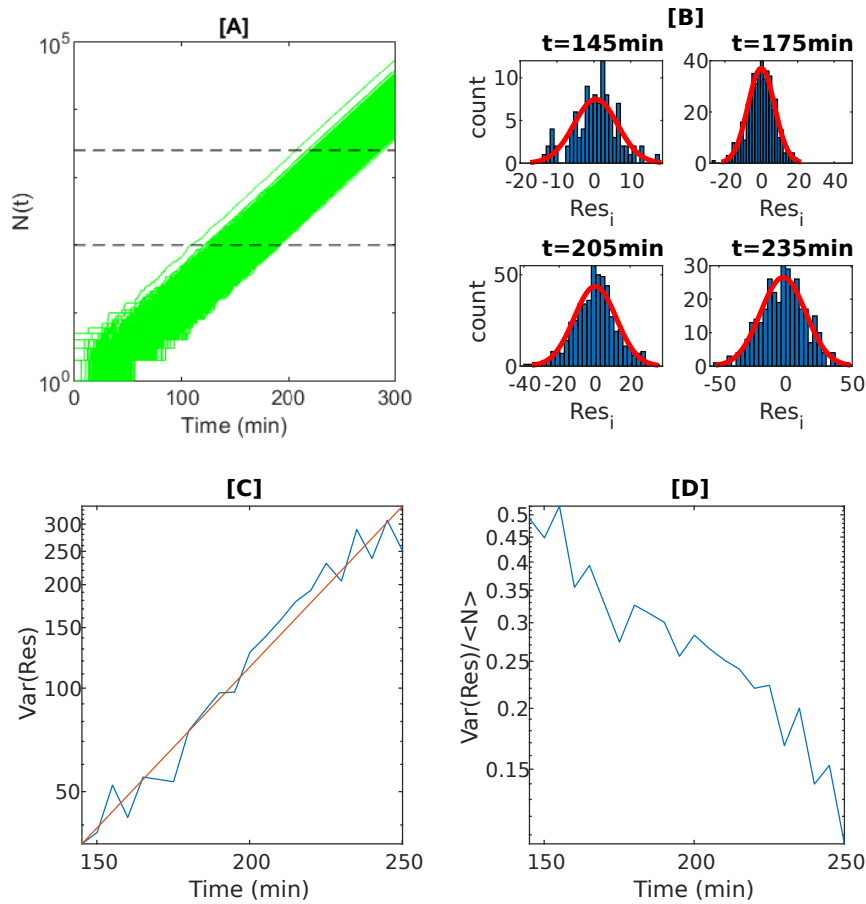 [A]
10^5
N(t)
10^0
0
100
200
300
Time (min)
[B]
t=145min
10
5
0
count
-20
-10
0
10
Res_i
t=175min
40
20
0
-20
0
20
40
Res_i
t=205min
50
0
count
-40
-20
0
20
Res_i
t=235min
30
20
10
0
-50
0
50
Res_i
[C]
300
250
200
150
100
50
Var(Res)
150
200
250
Time (min)
[D]
0.5
0.45
0.4
0.35
0.3
0.25
0.2
0.15
Var(Res)/<N>
150
200
250
Time (min)